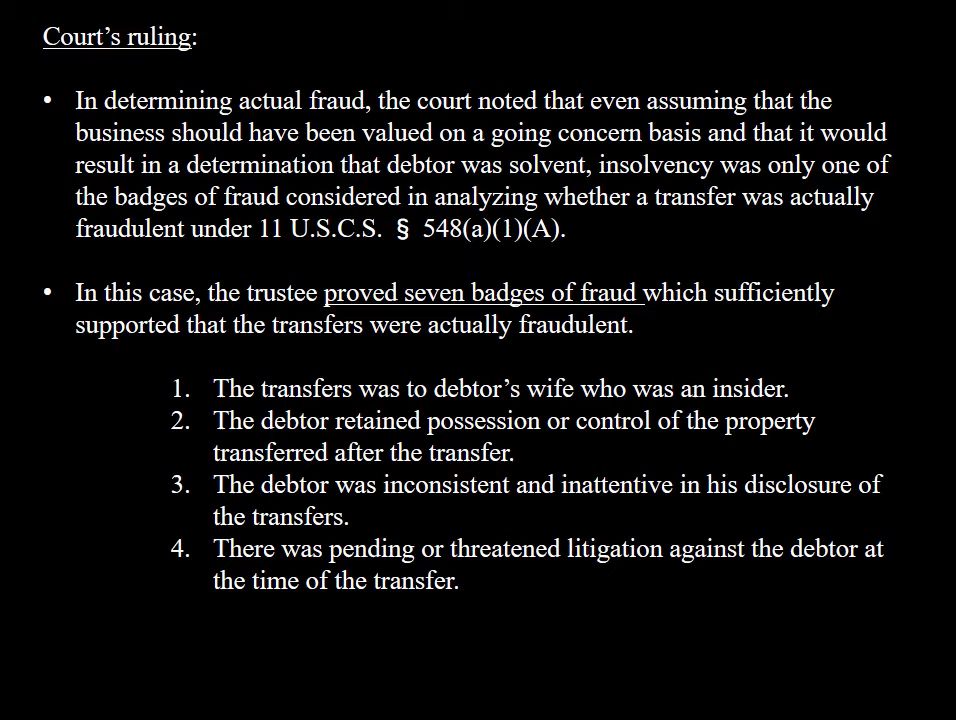 Court’s ruling:
• In determining actual fraud, the court noted that even assuming that the
business should have been valued on a going concern basis and that it would
result in a determination that debtor was solvent, insolvency was only one of
the badges of fraud considered in analyzing whether a transfer was actually
fraudulent under 11 U.S.C.S. § 548(a)(1)(A).
• In this case, the trustee proved seven badges of fraud which sufficiently
supported that the transfers were actually fraudulent.
1. The transfers was to debtor’s wife who was an insider.
2. The debtor retained possession or control of the property
transferred after the transfer.
3. The debtor was inconsistent and inattentive in his disclosure of
the transfers.
4. There was pending or threatened litigation against the debtor at
the time of the transfer.